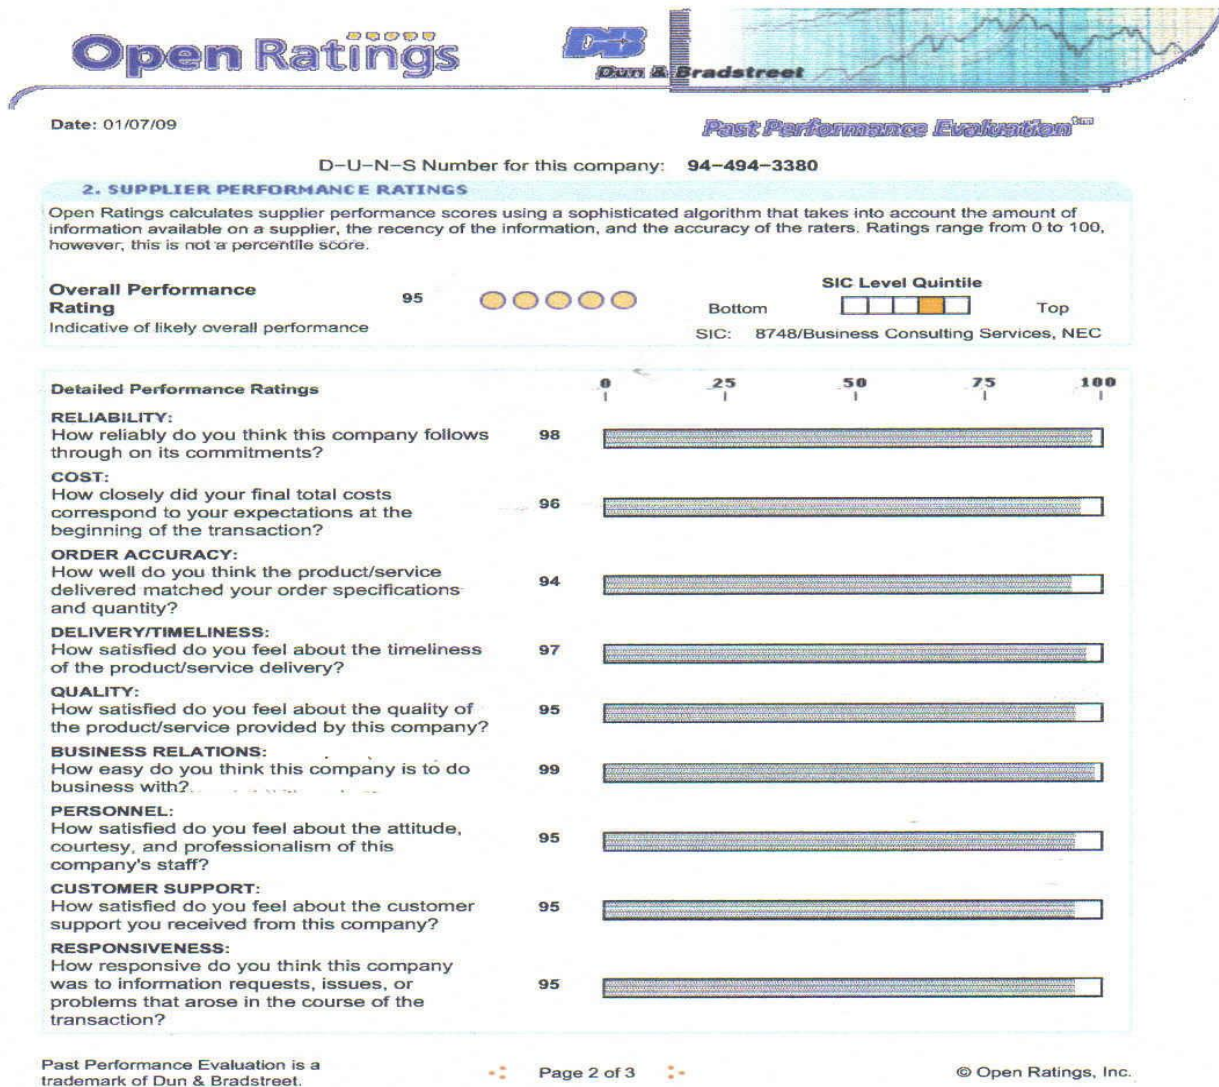 Open Ratings
D&B
Dun & Bradstreet
Date: 01/07/09
Past Performance Evaluation℠
D-U-N-S Number for this company: 94-494-3380
2. SUPPLIER PERFORMANCE RATINGS
Open Ratings calculates supplier performance scores using a sophisticated algorithm that takes into account the amount of
information available on a supplier, the recency of the information, and the accuracy of the raters. Ratings range from 0 to 100,
however, this is not a percentile score.
Overall Performance
Rating
95
Indicative of likely overall performance
SIC Level Quintile
Bottom Top
SIC: 8748/Business Consulting Services, NEC
Detailed Performance Ratings 0 25 50 75 100
RELIABILITY:
How reliably do you think this company follows
through on its commitments?
98
COST:
How closely did your final total costs
correspond to your expectations at the
beginning of the transaction?
96
ORDER ACCURACY:
How well do you think the product/service
delivered matched your order specifications
and quantity?
94
DELIVERY/TIMELINESS:
How satisfied do you feel about the timeliness
of the product/service delivery?
97
QUALITY:
How satisfied do you feel about the quality of
the product/service provided by this company?
95
BUSINESS RELATIONS:
How easy do you think this company is to do
business with?
99
PERSONNEL:
How satisfied do you feel about the attitude,
courtesy, and professionalism of this
company's staff?
95
CUSTOMER SUPPORT:
How satisfied do you feel about the customer
support you received from this company?
95
RESPONSIVENESS:
How responsive do you think this company
was to information requests, issues, or
problems that arose in the course of the
transaction?
95
Past Performance Evaluation is a
trademark of Dun & Bradstreet.
Page 2 of 3
© Open Ratings, Inc.